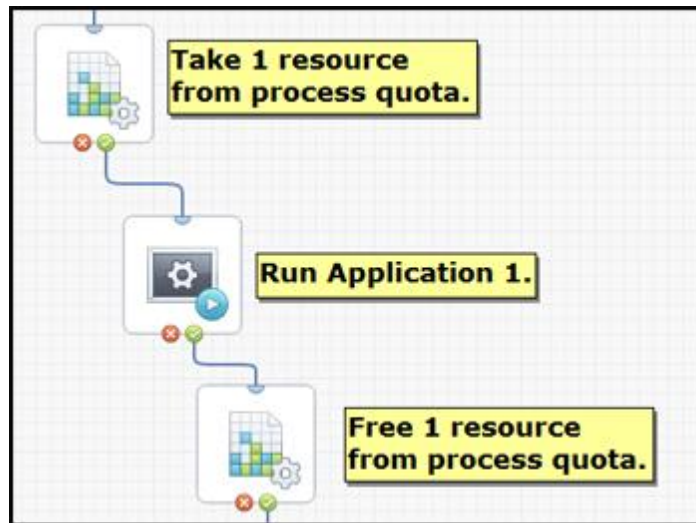 Take 1 resource
from process quota.
Run Application 1.
Free 1 resource
from process quota.